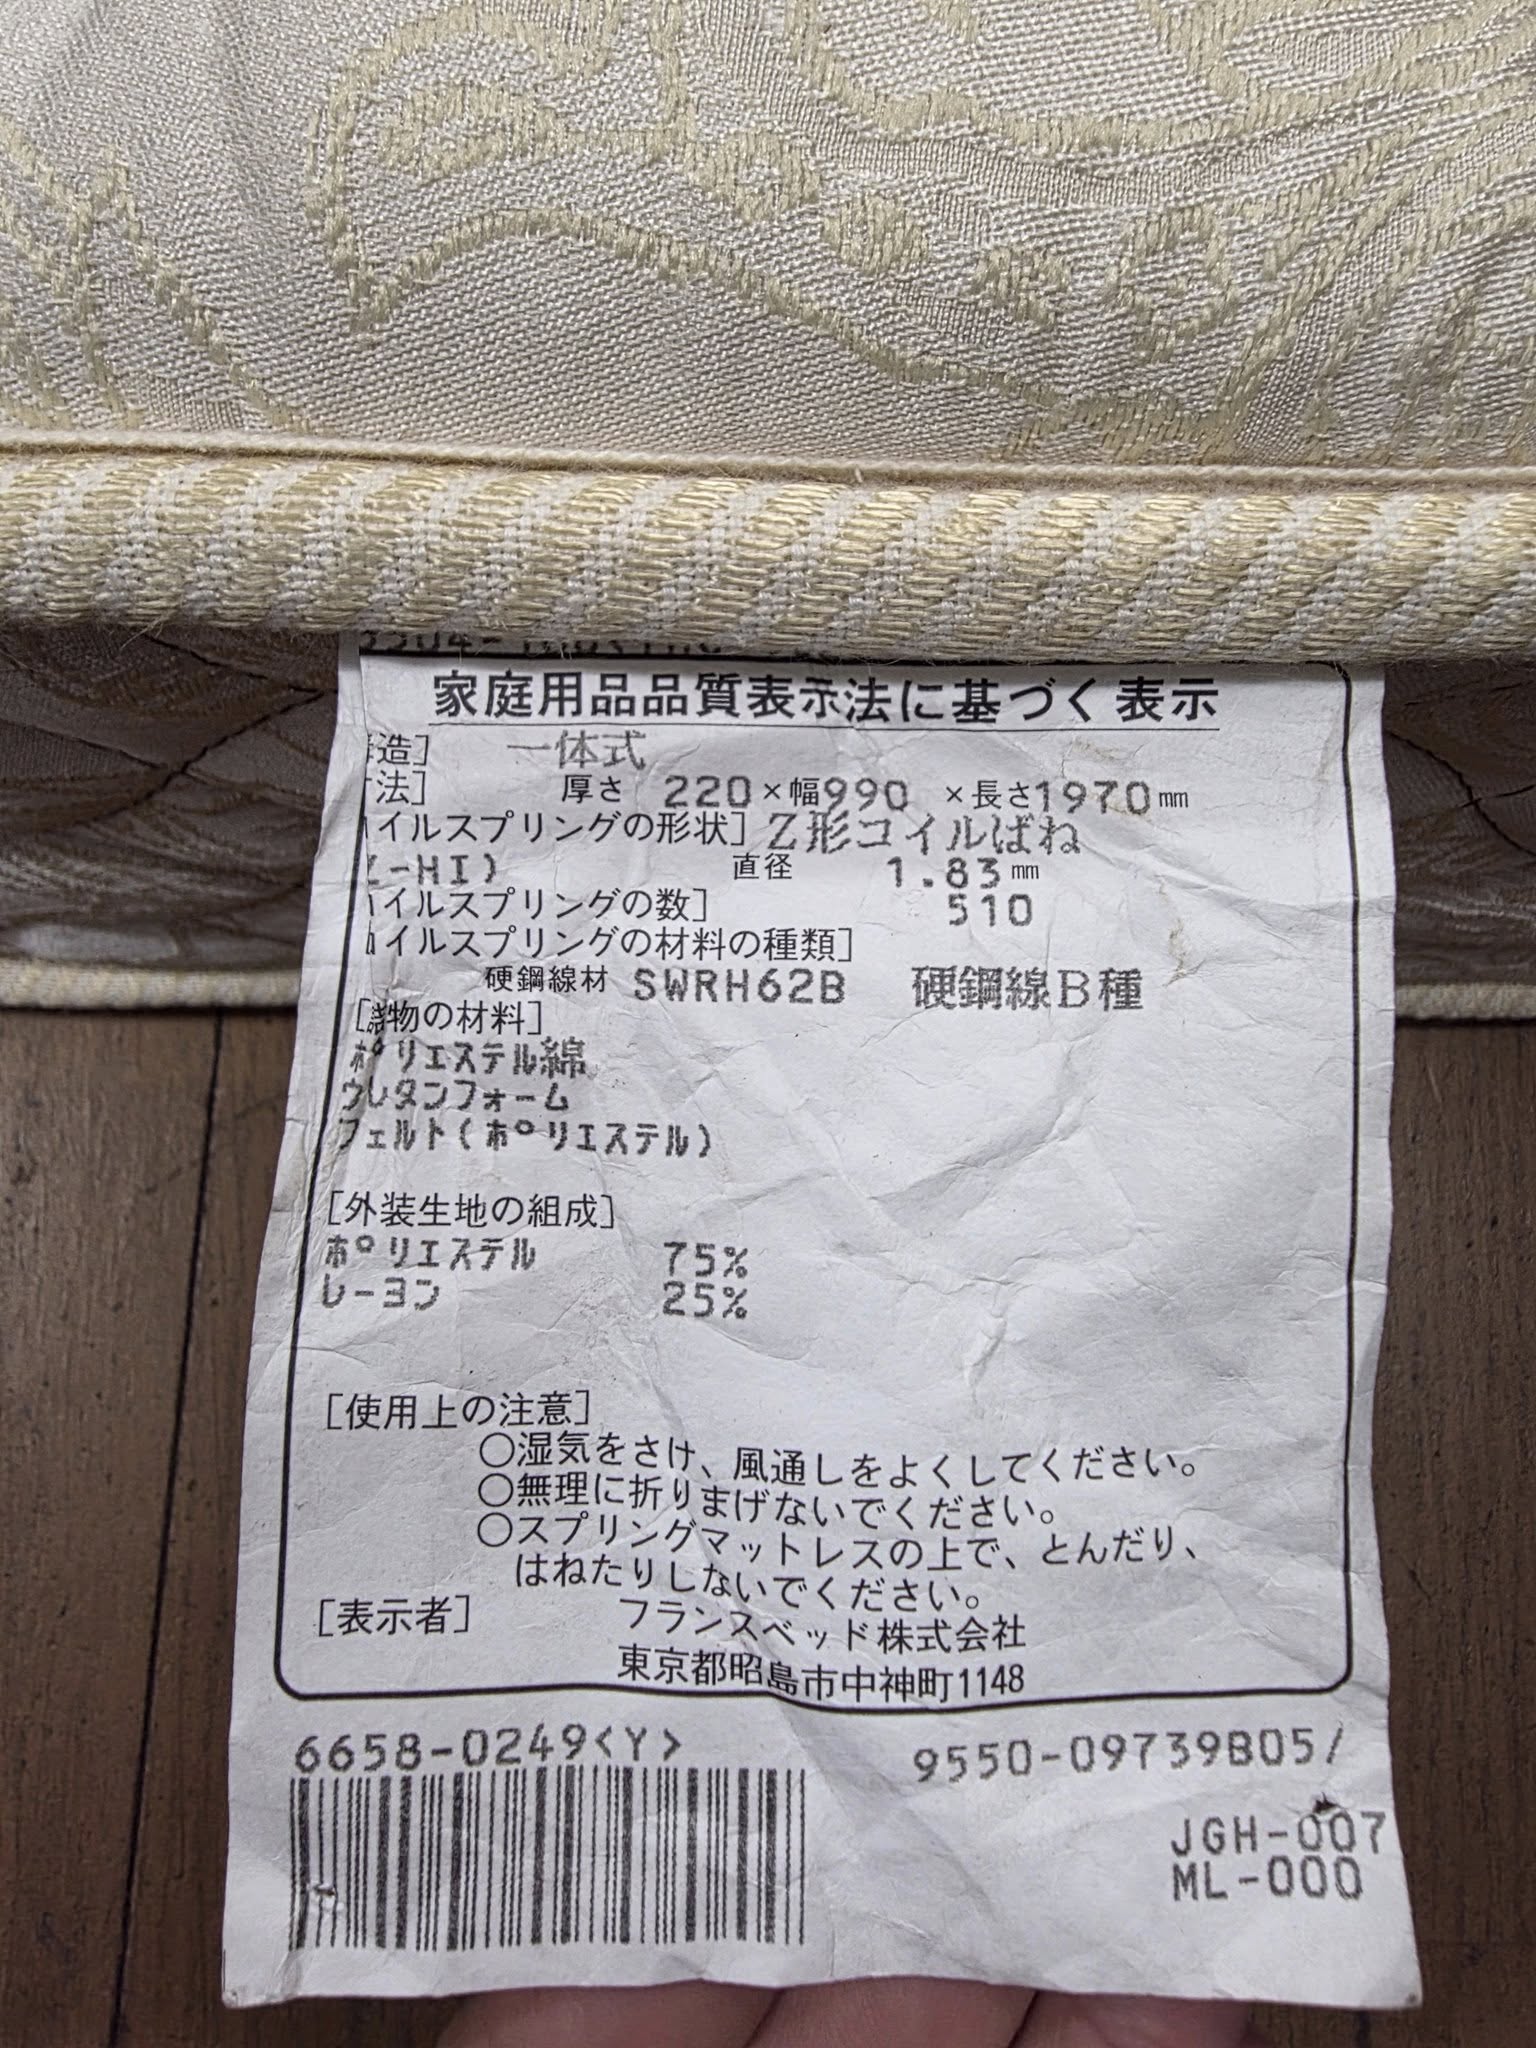 家庭用品品質表示法に基づく表示
造] 一体式
法] 厚さ 220×幅990 ×長さ1970㎜
イルスプリングの形状] Z形コイルばね
Z-HI) 直径 1.83㎜
イルスプリングの数] 510
コイルスプリングの材料の種類]
硬鋼線材 SWRH62B 硬鋼線B種
[詰物の材料]
ポリエステル綿
ウレタンフォーム
フェルト(ポリエステル)
[外装生地の組成]
ポリエステル 75%
レーヨン 25%
[使用上の注意]
○湿気をさけ、風通しをよくしてください。
○無理に折りまげないでください。
○スプリングマットレスの上で、とんだり、
はねたりしないでください。
[表示者] フランスベッド株式会社
東京都昭島市中神町1148
6658-0249<Y> 9550-09739B05/
JGH-007
ML-000